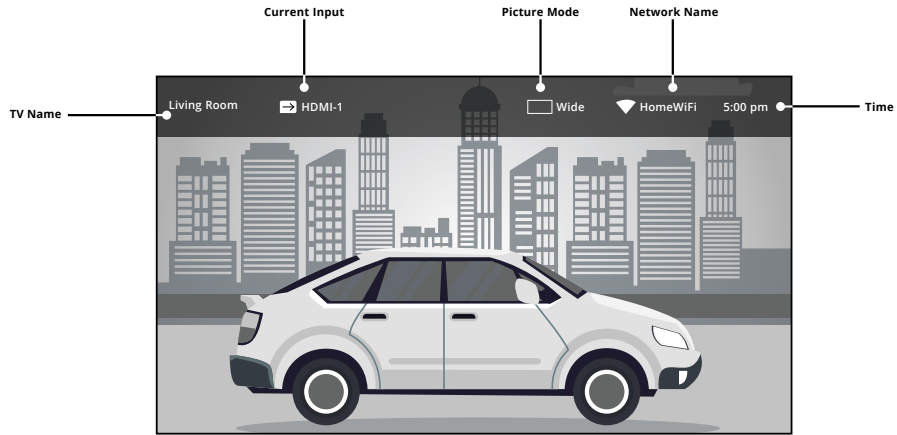 Current Input
Picture Mode
Network Name
Living Room
HDMI-1
Wide
HomeWiFi
5:00 pm
TV Name
Time